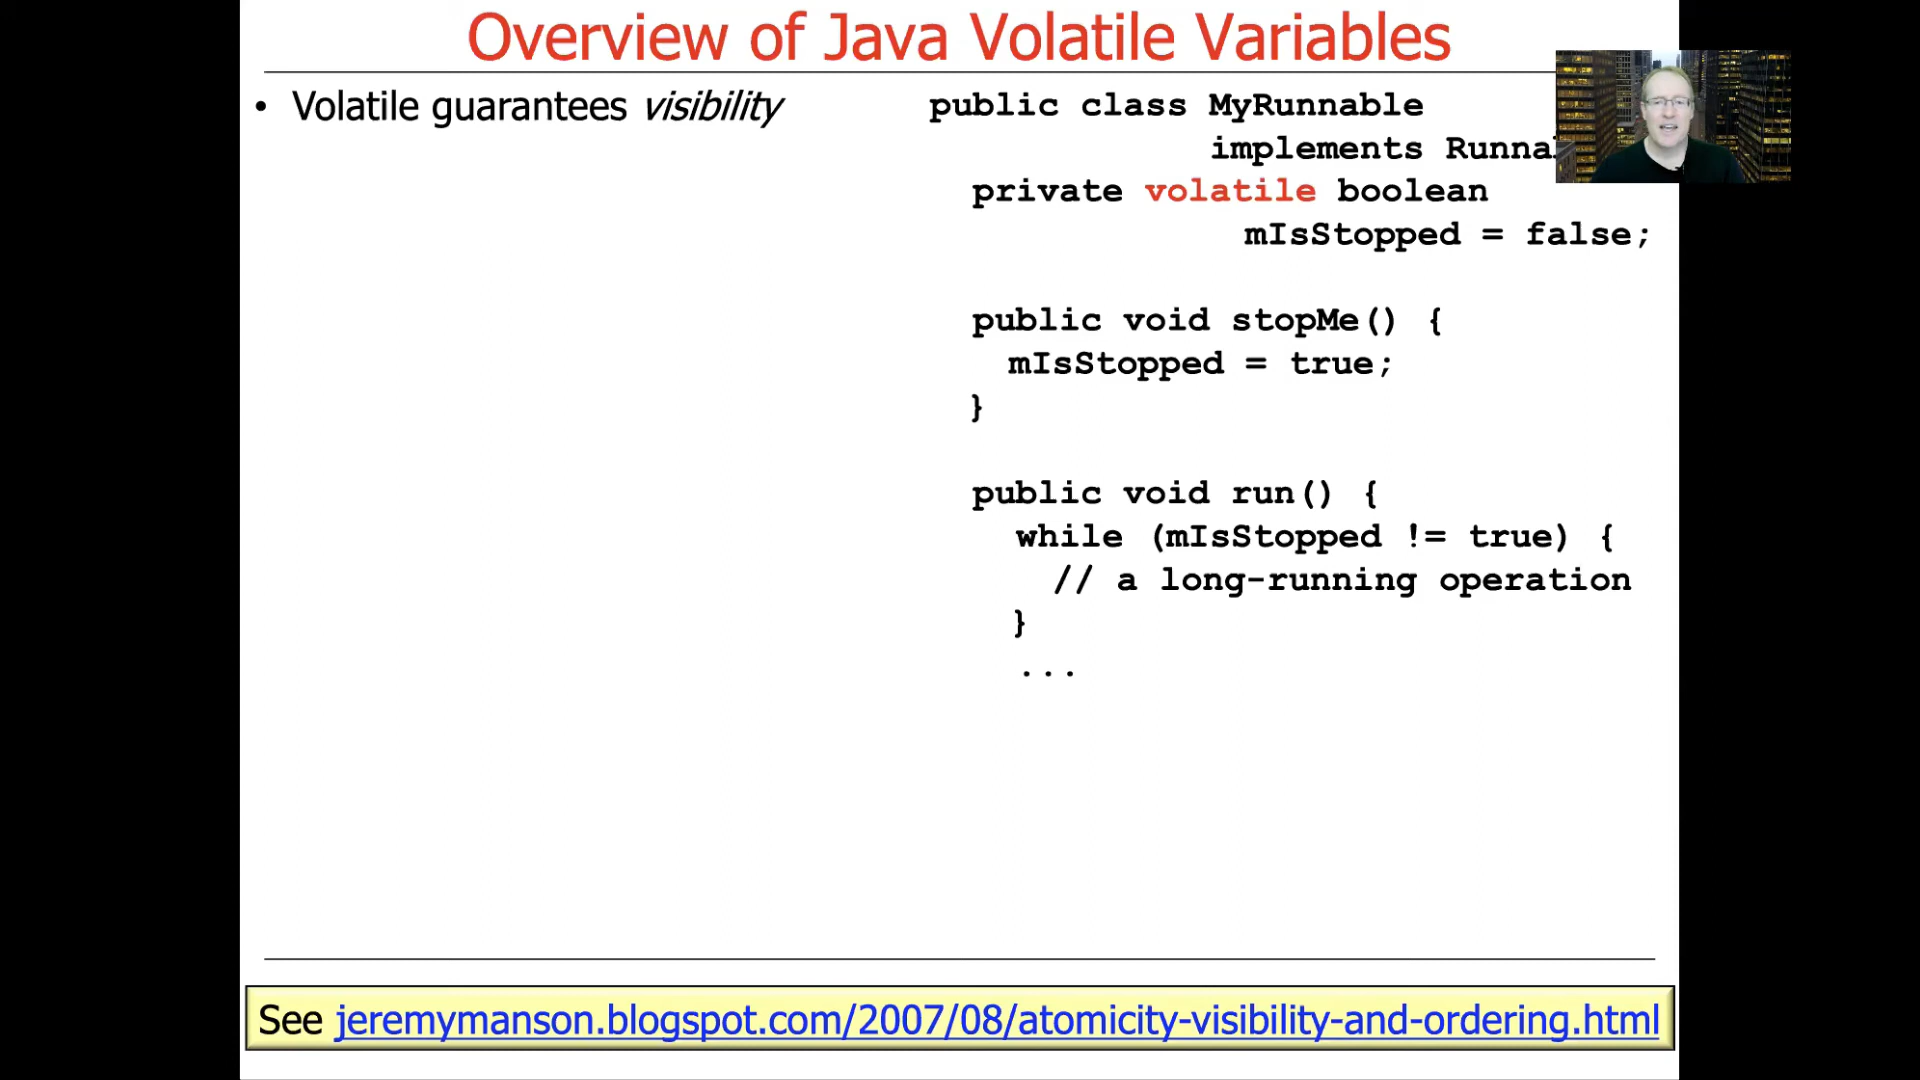 Overview of Java Volatile Variables
• Volatile guarantees visibility
public class MyRunnable
implements
private volatile boolean
mIsStopped = false;
public void stopMe() {
mIsStopped = true;
}
public void run() {
while (mIsStopped != true) {
// a long-running operation
}
...
See jeremymanson.blogspot.com/2007/08/atomicity-visibility-and-ordering.html